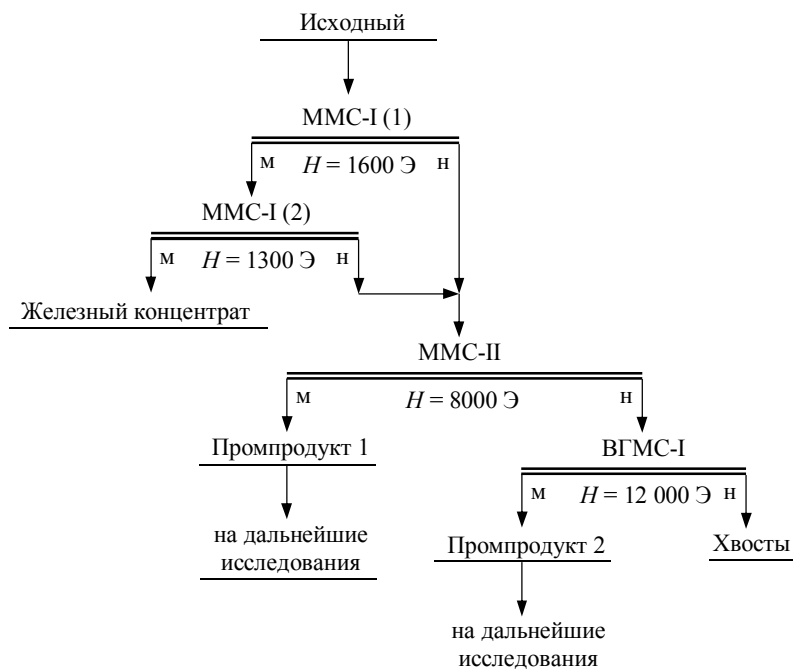 Исходный
ММС-I (1)
м H = 1600 Э н
ММС-I (2)
м H = 1300 Э н
Железный концентрат
ММС-II
м H = 8000 Э н
Промпродукт 1
ВГМС-I
м H = 12 000 Э н
на дальнейшие
исследования
Промпродукт 2
Хвосты
на дальнейшие
исследования